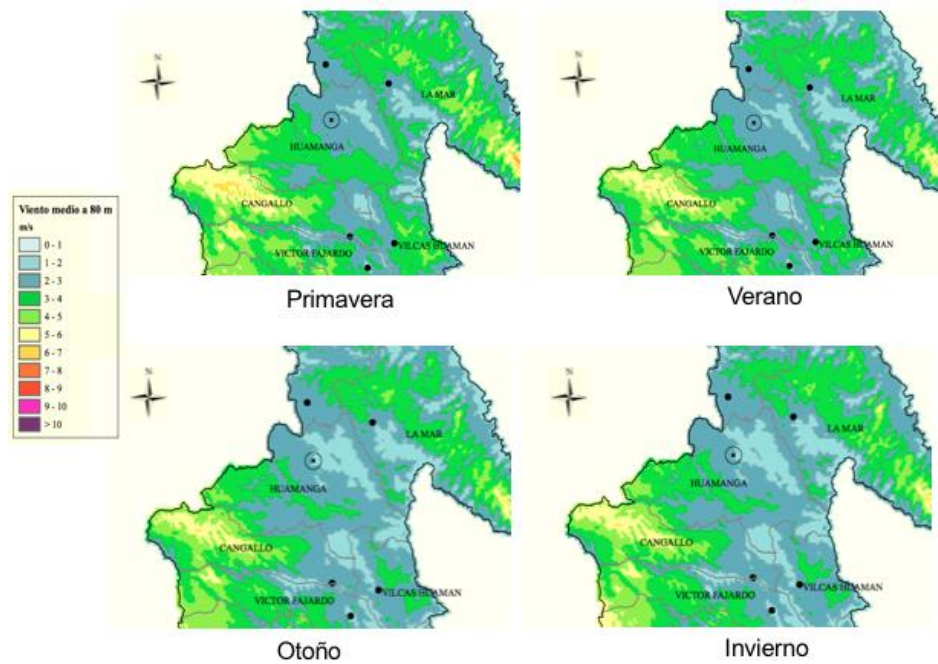 N
LA MAR
HUAMANGA
CANGALLO
VICTOR FAJARDO
VILCAS HUAMAN
Primavera
N
LA MAR
HUAMANGA
CANGALLO
VICTOR FAJARDO
VILCAS HUAMAN
Verano
Viento medio a 80 m
m/s
0 - 1
1 - 2
2 - 3
3 - 4
4 - 5
5 - 6
6 - 7
7 - 8
8 - 9
9 - 10
> 10
N
LA MAR
HUAMANGA
CANGALLO
VICTOR FAJARDO
VILCAS HUAMAN
Otoño
N
LA MAR
HUAMANGA
CANGALLO
VICTOR FAJARDO
VILCAS HUAMAN
Invierno